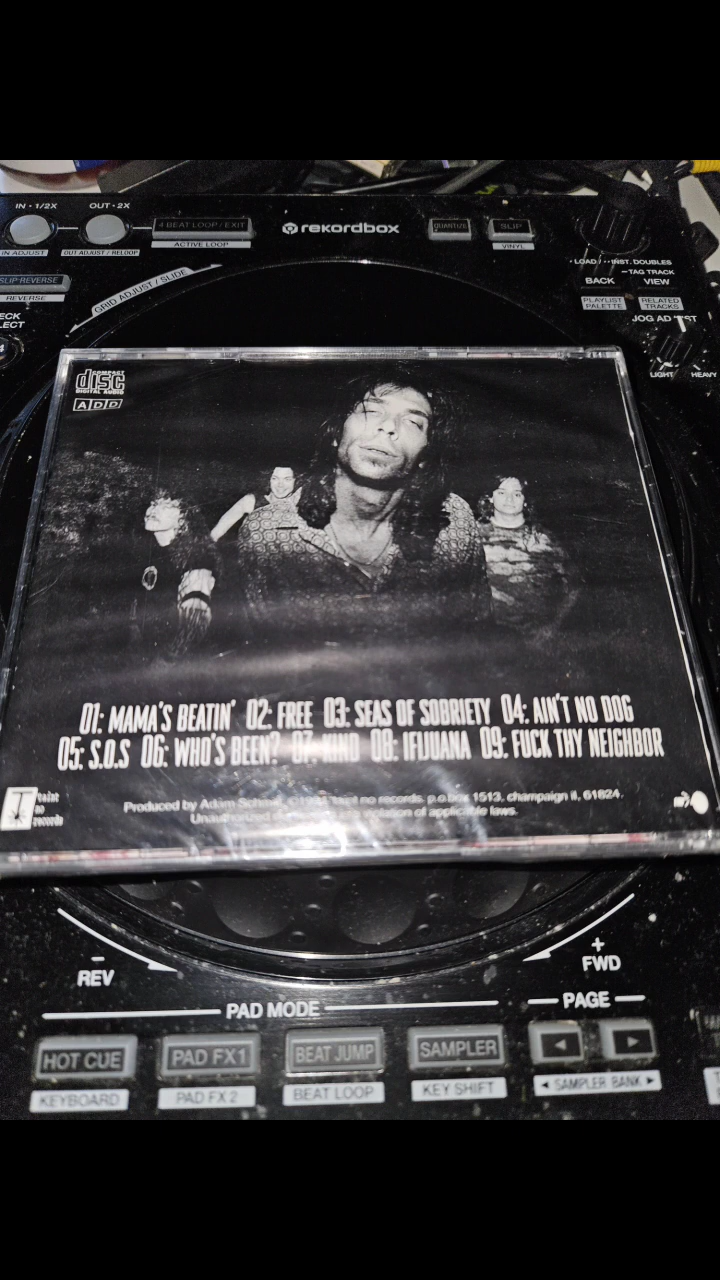 IN · 1/2X
OUT · 2X
IN ADJUST
OUT ADJUST / RELOOP
4 BEAT LOOP / EXIT
ACTIVE LOOP
rekordbox
QUANTIZE
SLIP
VINYL
SLIP REVERSE
REVERSE
GRID ADJUST / SLIDE
LOAD / ·· INST. DOUBLES
TAG TRACK
BACK
VIEW
PLAYLIST
PALETTE
RELATED
TRACKS
JOG AD
LIGHT
HEAVY
COMPACT
disc
DIGITAL AUDIO
ADD
01: MAMA'S BEATIN' 02: FREE 03: SEAS OF SOBRIETY 04: AIN'T NO DOG
05: S.O.S 06: WHO'S BEEN? 07: KIND 08: IFIJUANA 09: FUCK THY NEIGHBOR
records
Produced by Adam no records. p.o.box 1513, champaign il, 61824.
Unauthorized violation of applicable laws.
–
REV
+
FWD
PAD MODE
PAGE
HOT CUE
PAD FX1
BEAT JUMP
SAMPLER
KEYBOARD
PAD FX 2
BEAT LOOP
KEY SHIFT
◄ SAMPLER BANK ►